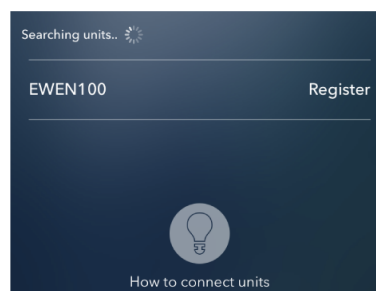 Searching units..
EWEN100 Register
How to connect units